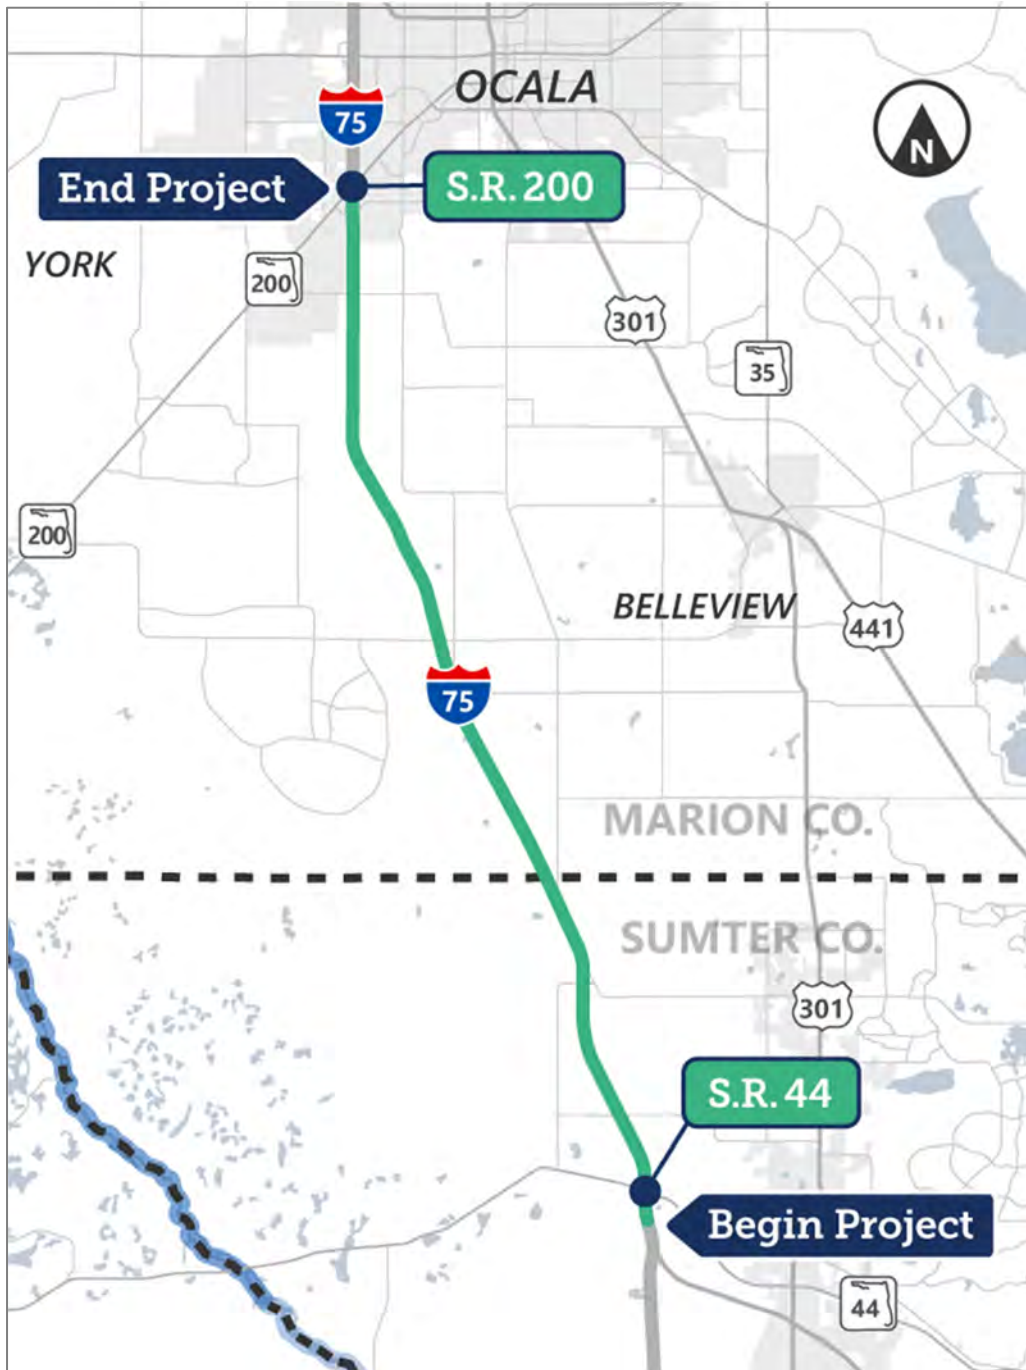 OCALA
75
N
End Project
S.R. 200
YORK
200
301
35
200
BELLEVIEW
441
75
MARION CO.
SUMTER CO.
301
S.R. 44
Begin Project
44